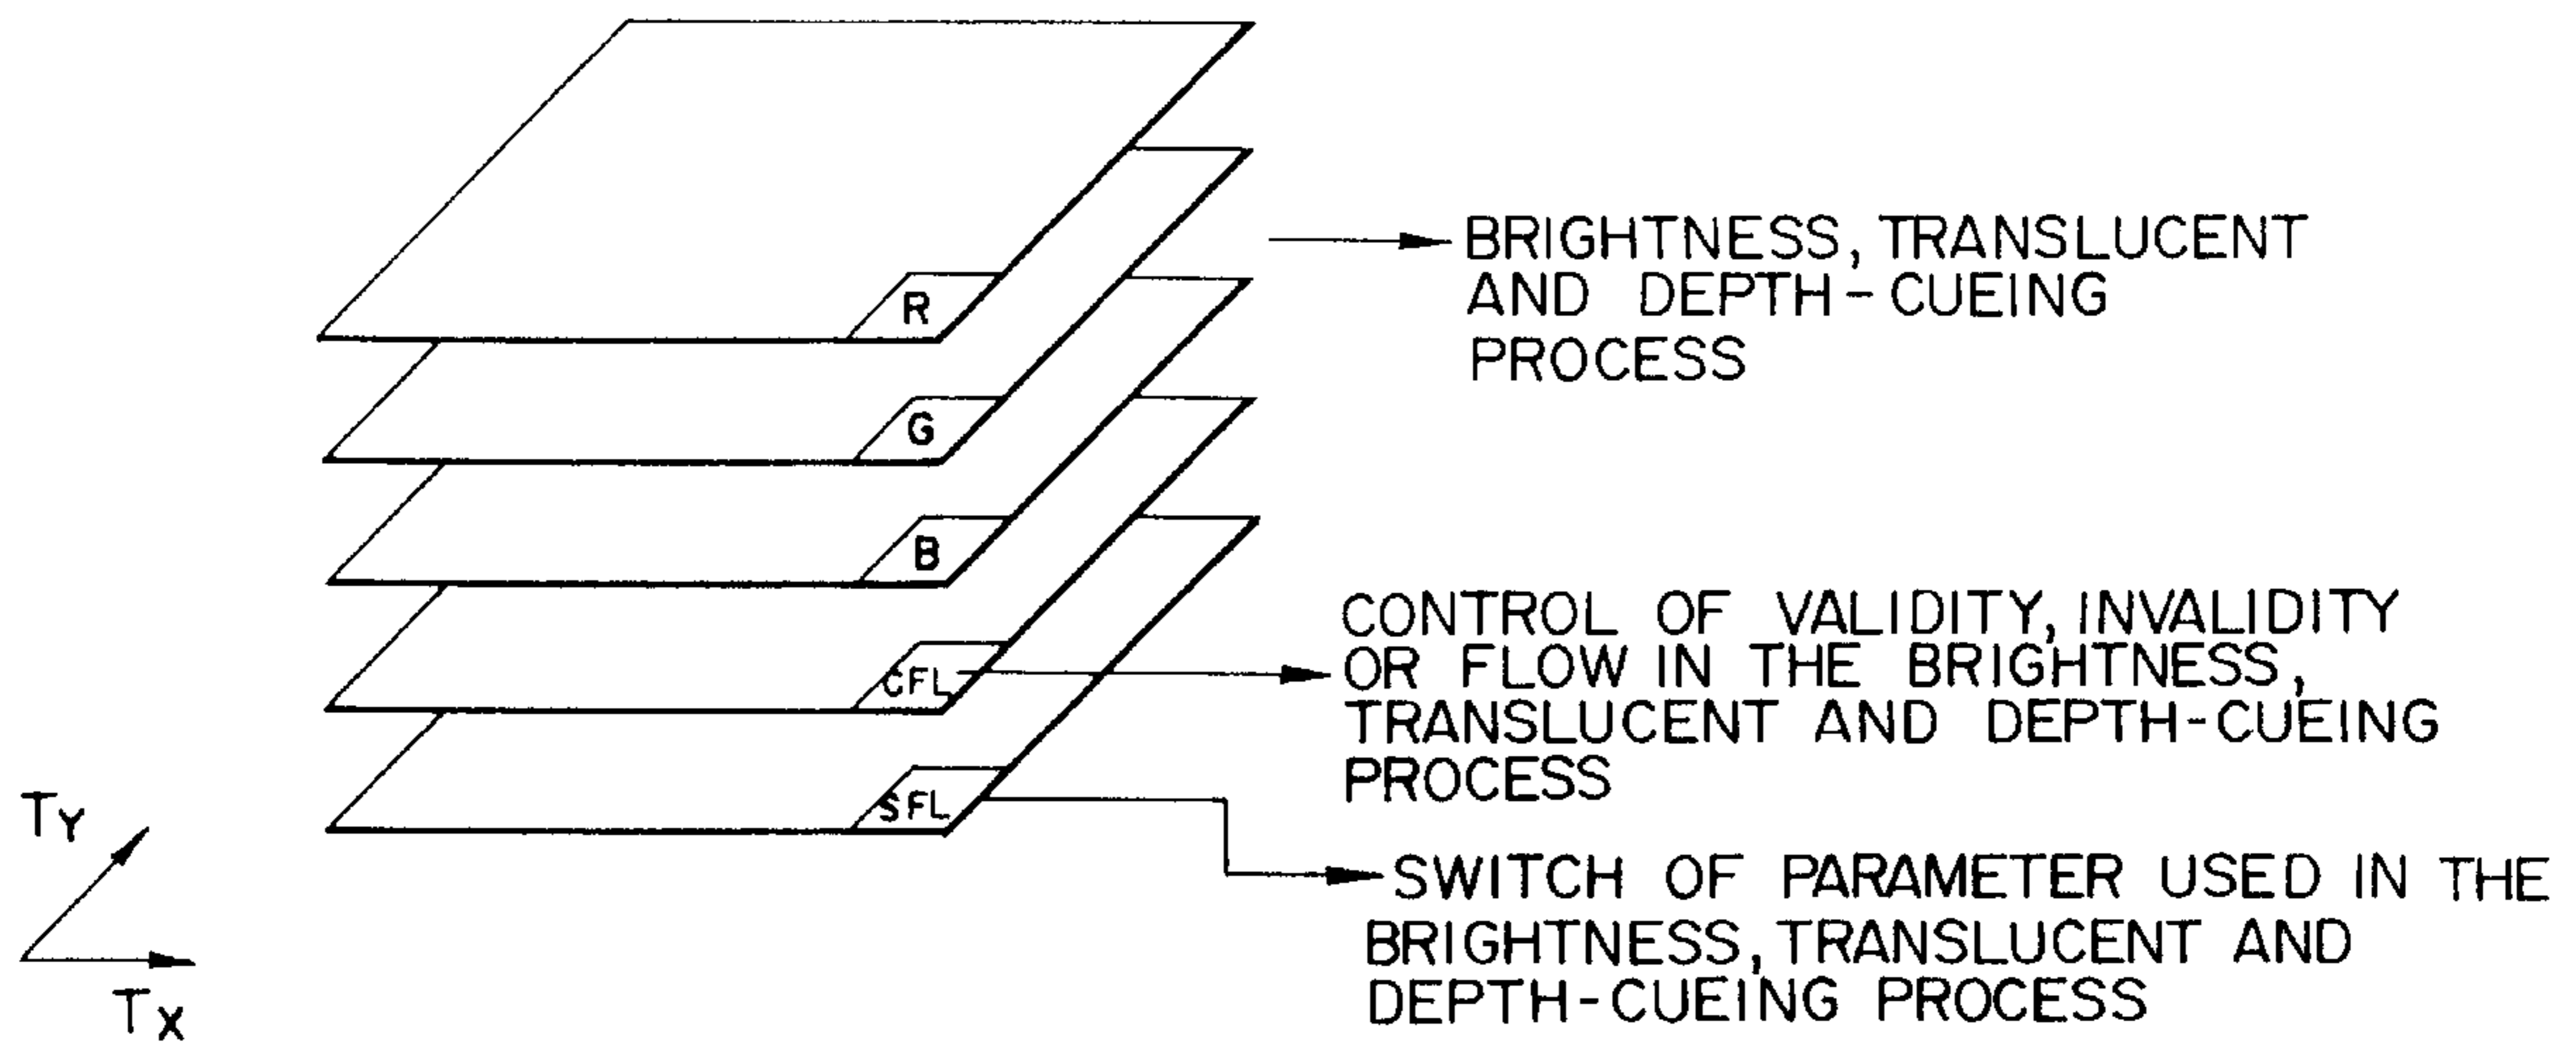 R
G
B
CFL
SFL
BRIGHTNESS, TRANSLUCENT
AND DEPTH-CUEING
PROCESS
CONTROL OF VALIDITY, INVALIDITY
OR FLOW IN THE BRIGHTNESS,
TRANSLUCENT AND DEPTH-CUEING
PROCESS
SWITCH OF PARAMETER USED IN THE
BRIGHTNESS, TRANSLUCENT AND
DEPTH-CUEING PROCESS
TY
TX